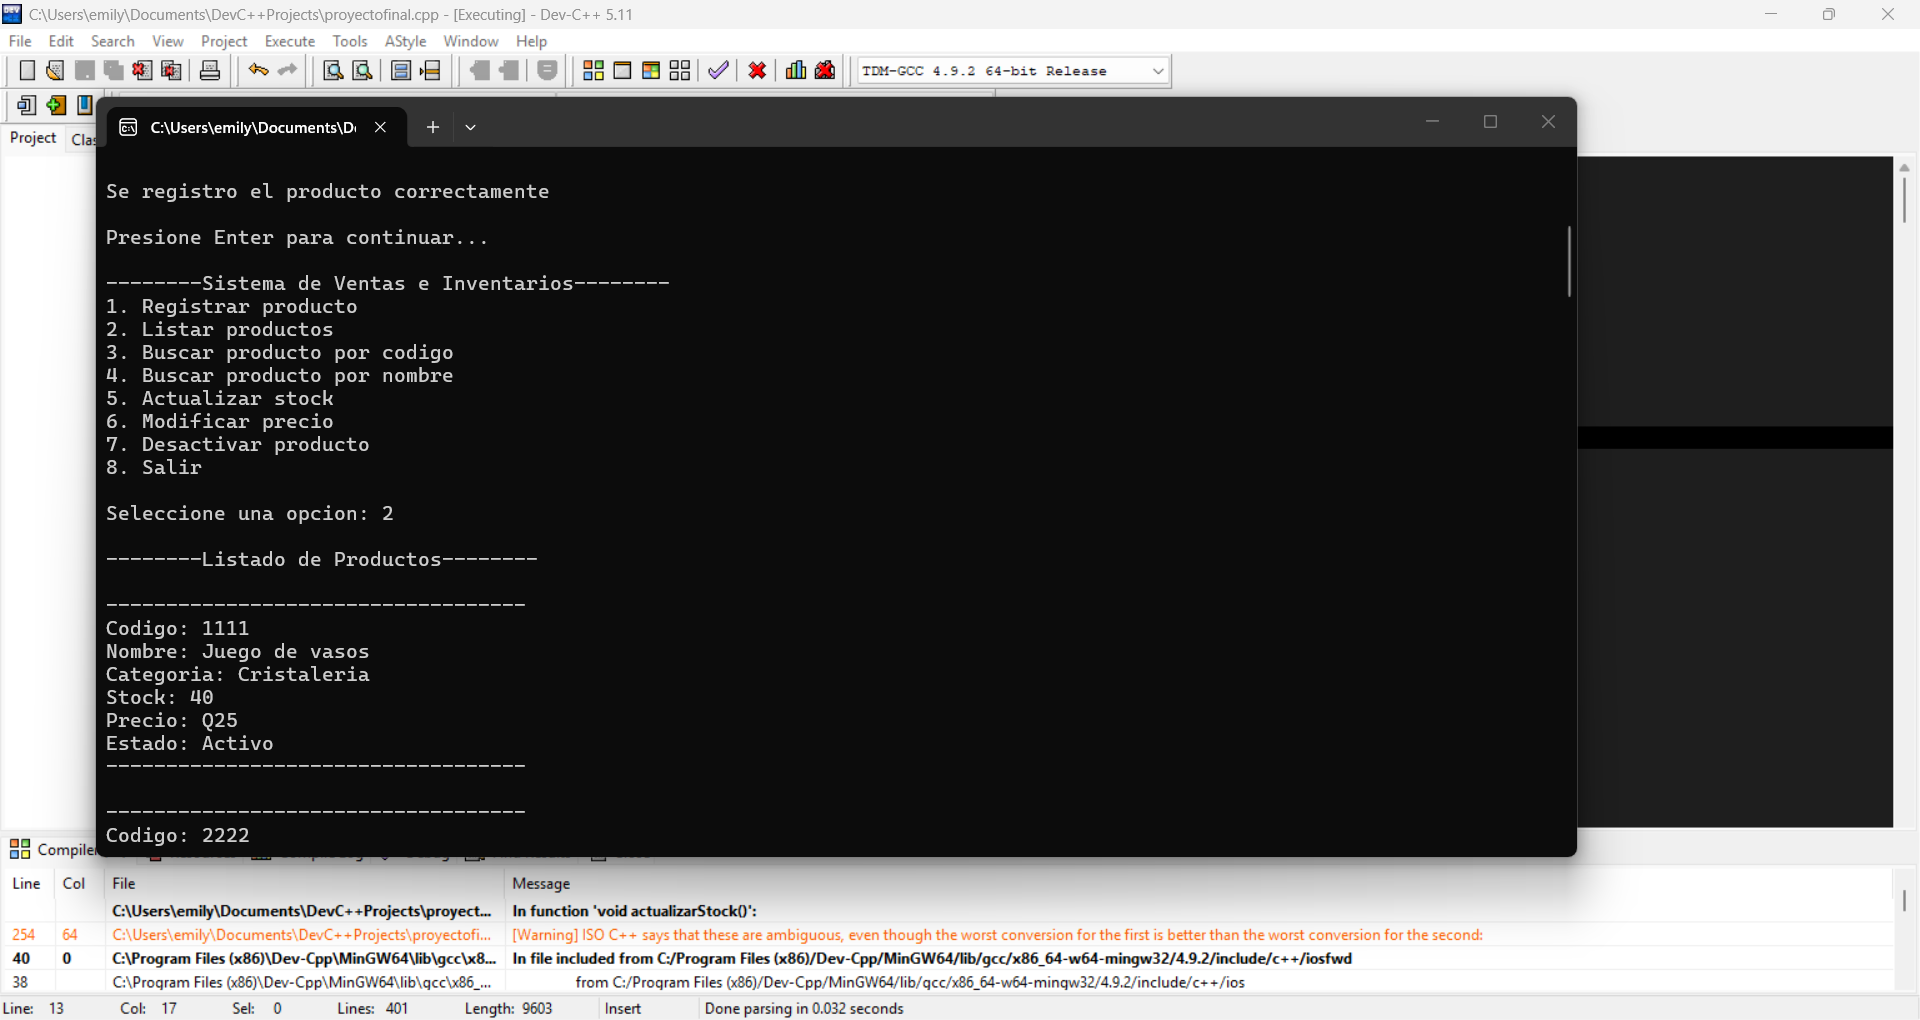 C:\Users\emily\Documents\DevC++Projects\proyectofinal.cpp - [Executing] - Dev-C++ 5.11
File Edit Search View Project Execute Tools AStyle Window Help
TDM-GCC 4.9.2 64-bit Release
Project Clas
C:\Users\emily\Documents\D
Se registro el producto correctamente
Presione Enter para continuar...
--------Sistema de Ventas e Inventarios--------
1. Registrar producto
2. Listar productos
3. Buscar producto por codigo
4. Buscar producto por nombre
5. Actualizar stock
6. Modificar precio
7. Desactivar producto
8. Salir
Seleccione una opcion: 2
--------Listado de Productos--------
-----------------------------------
Codigo: 1111
Nombre: Juego de vasos
Categoria: Cristaleria
Stock: 40
Precio: Q25
Estado: Activo
-----------------------------------
-----------------------------------
Codigo: 2222
Compiler
Line Col File Message
C:\Users\emily\Documents\DevC++Projects\proyect... In function 'void actualizarStock()':
254 64 C:\Users\emily\Documents\DevC++Projects\proyectofi... [Warning] ISO C++ says that these are ambiguous, even though the worst conversion for the first is better than the worst conversion for the second:
40 0 C:\Program Files (x86)\Dev-Cpp\MinGW64\lib\gcc\x8... In file included from C:/Program Files (x86)/Dev-Cpp/MinGW64/lib/gcc/x86_64-w64-mingw32/4.9.2/include/c++/iosfwd
38 C:\Program Files (x86)\Dev-Cpp\MinGW64\lib\gcc\x86_... from C:/Program Files (x86)/Dev-Cpp/MinGW64/lib/gcc/x86_64-w64-mingw32/4.9.2/include/c++/ios
Line: 13 Col: 17 Sel: 0 Lines: 401 Length: 9603 Insert Done parsing in 0.032 seconds